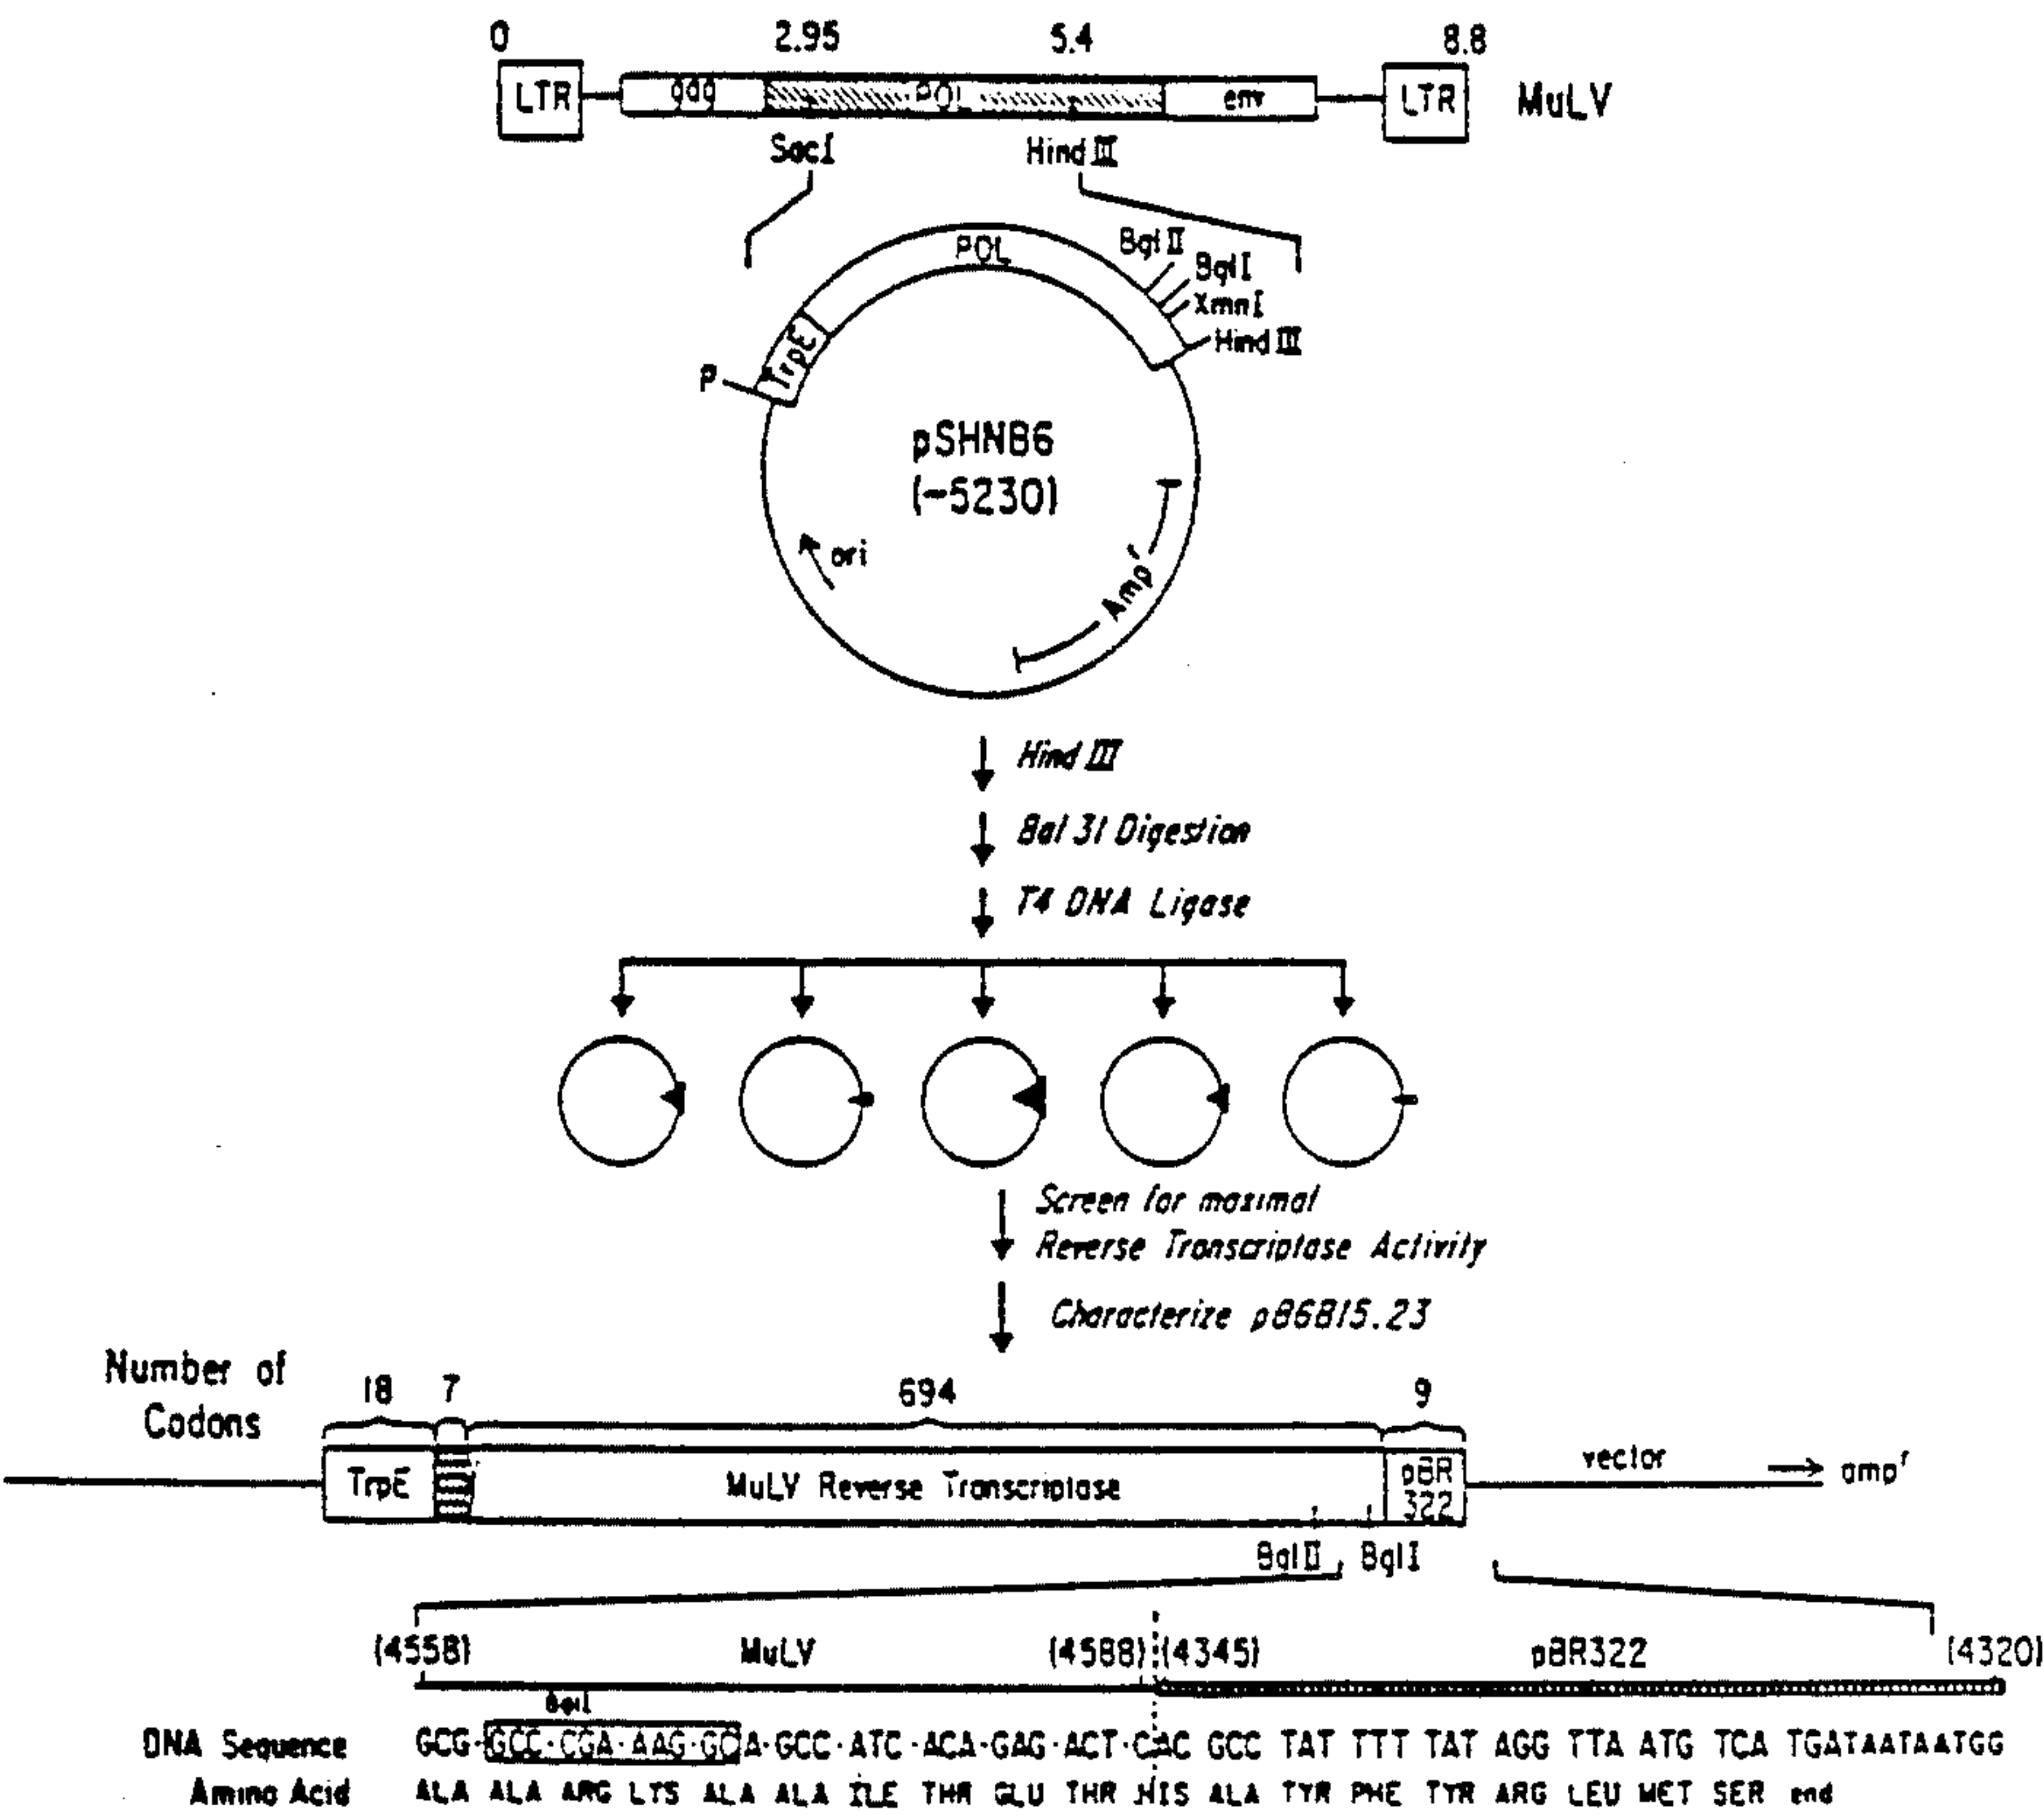 0 2.95 5.4 8.8
LTR gag POL env LTR MuLV
SacI Hind III
POL
Bgl II
BglI
XmnI
Hind III
TrpE
P
pSHNB6
(~5230)
ori
Amp^r
Hind III
Bal 31 Digestion
T4 DNA Ligase
Screen for maximal
Reverse Transcriptase Activity
Characterize pB6B15.23
Number of
Codons
18 7 694 9
TrpE MuLV Reverse Transcriptase pBR
322
vector → amp^r
Bgl II BglI
(4558) MuLV (4588) (4345) pBR322 (4320)
BglI
DNA Sequence GCG·GCC·CGA·AAG·GCA·GCC·ATC·ACA·GAG·ACT·CAC GCC TAT TTT TAT AGG TTA ATG TCA TGATAATAATGG
Amino Acid ALA ALA ARG LYS ALA ALA ILE THR GLU THR HIS ALA TYR PHE TYR ARG LEU MET SER end